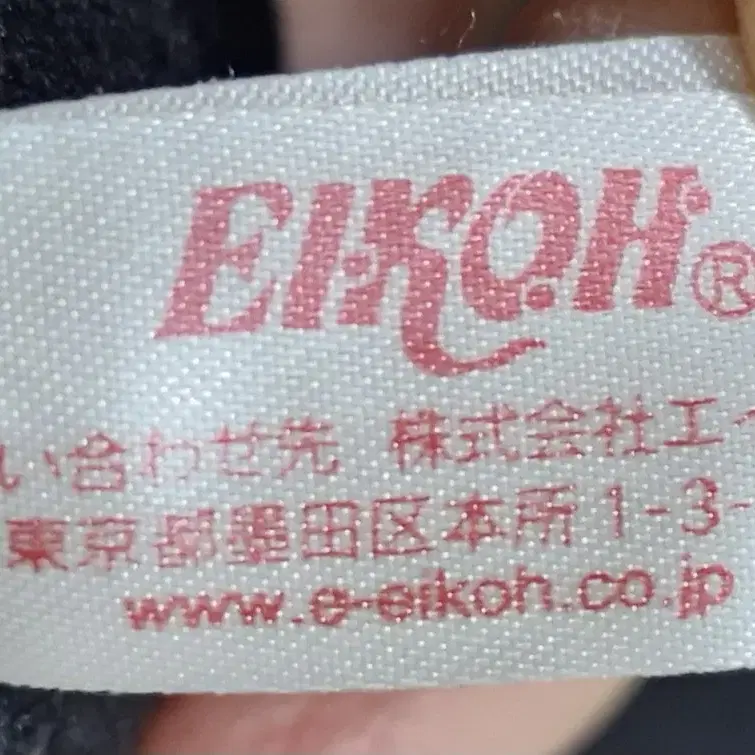 EIKOH®
い合わせ先 株式会社エイ
東京都墨田区本所1-3-
www.e-eikoh.co.jp